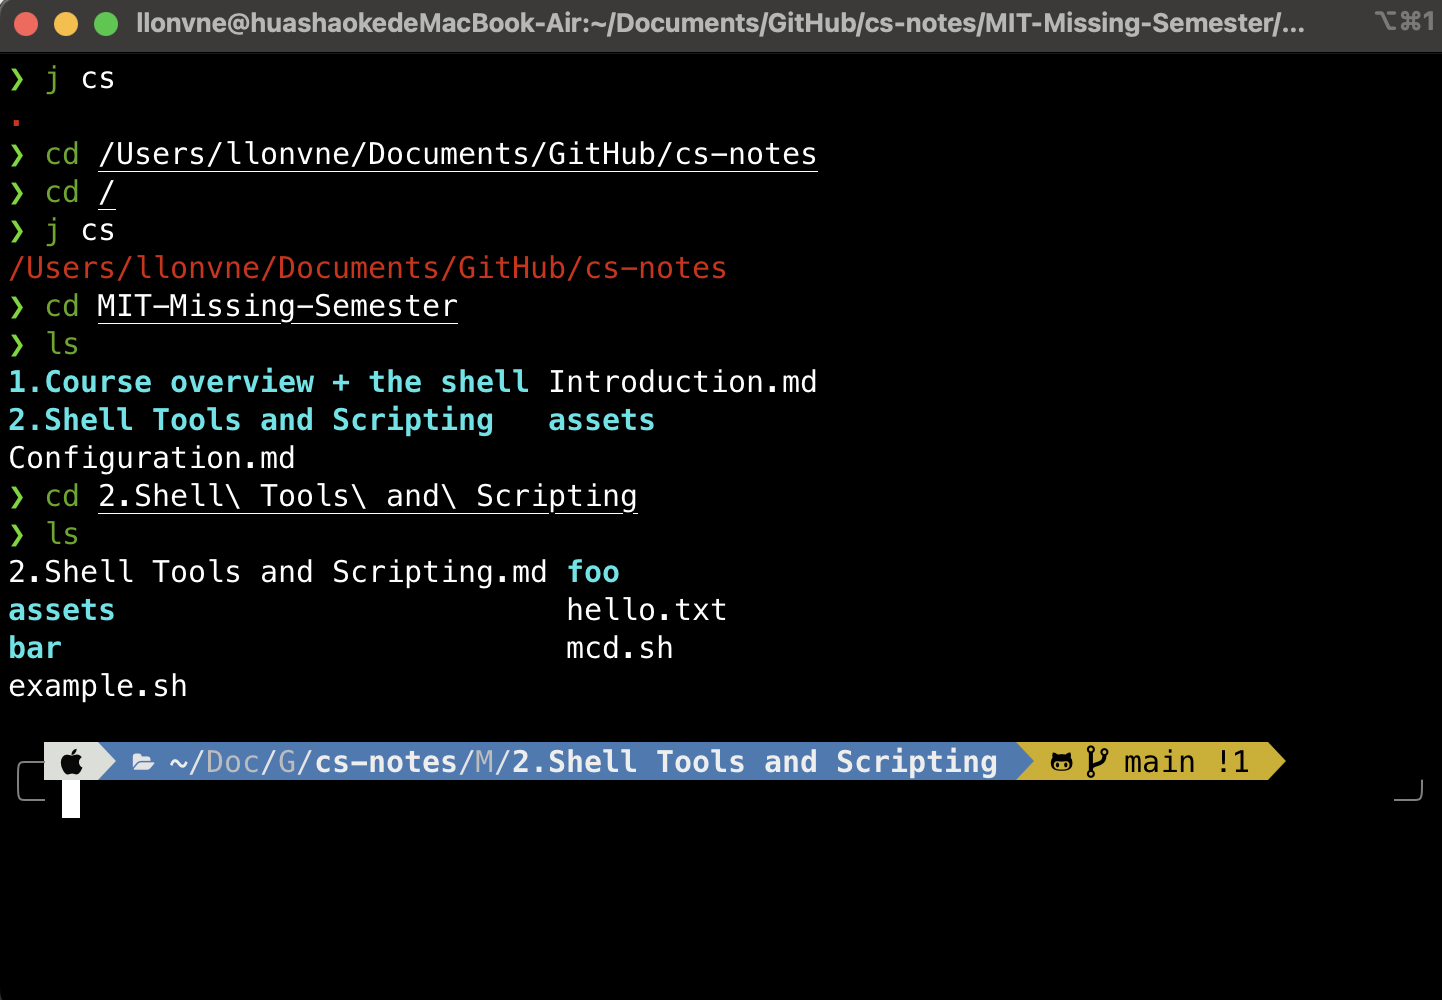 llonvne@huashaokedeMacBook-Air:~/Documents/GitHub/cs-notes/MIT-Missing-Semester/... ⌥⌘1
❯ j cs
.
❯ cd /Users/llonvne/Documents/GitHub/cs-notes
❯ cd /
❯ j cs
/Users/llonvne/Documents/GitHub/cs-notes
❯ cd MIT-Missing-Semester
❯ ls
1.Course overview + the shell Introduction.md
2.Shell Tools and Scripting   assets
Configuration.md
❯ cd 2.Shell\ Tools\ and\ Scripting
❯ ls
2.Shell Tools and Scripting.md foo
assets                         hello.txt
bar                            mcd.sh
example.sh
~/Doc/G/cs-notes/M/2.Shell Tools and Scripting main !1